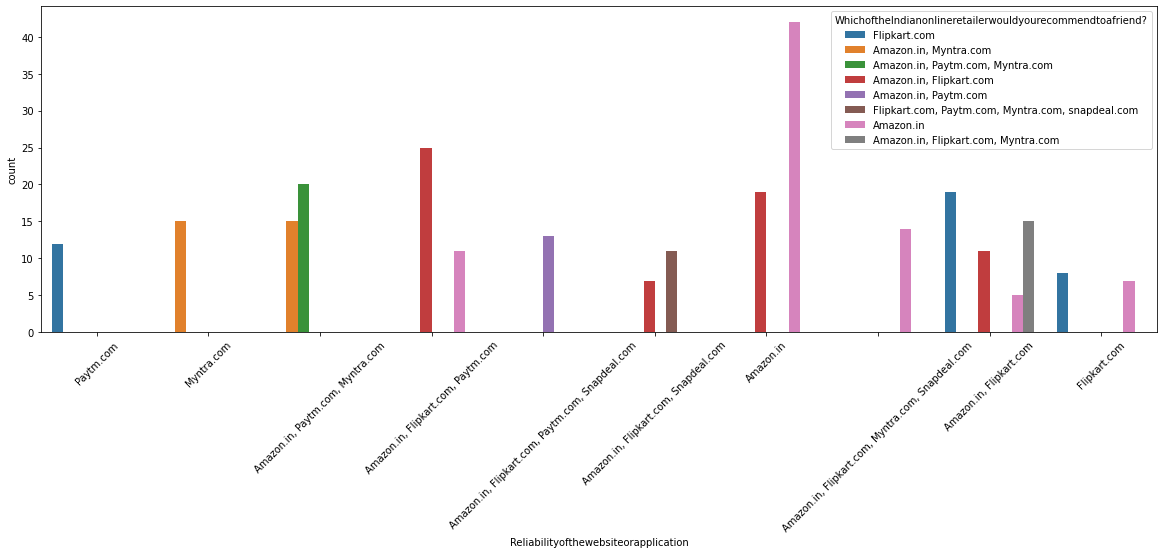 WhichoftheIndianonlineretailerwouldyourecommendtoafriend?
Flipkart.com
Amazon.in, Myntra.com
Amazon.in, Paytm.com, Myntra.com
Amazon.in, Flipkart.com
Amazon.in, Paytm.com
Flipkart.com, Paytm.com, Myntra.com, snapdeal.com
Amazon.in
Amazon.in, Flipkart.com, Myntra.com
count
40
35
30
25
20
15
10
5
0
Paytm.com
Myntra.com
Amazon.in, Paytm.com, Myntra.com
Amazon.in, Flipkart.com, Paytm.com
Amazon.in, Flipkart.com, Paytm.com, Snapdeal.com
Amazon.in, Flipkart.com, Snapdeal.com
Amazon.in
Amazon.in, Flipkart.com, Myntra.com, Snapdeal.com
Amazon.in, Flipkart.com
Flipkart.com
Reliabilityofthewebsiteorapplication